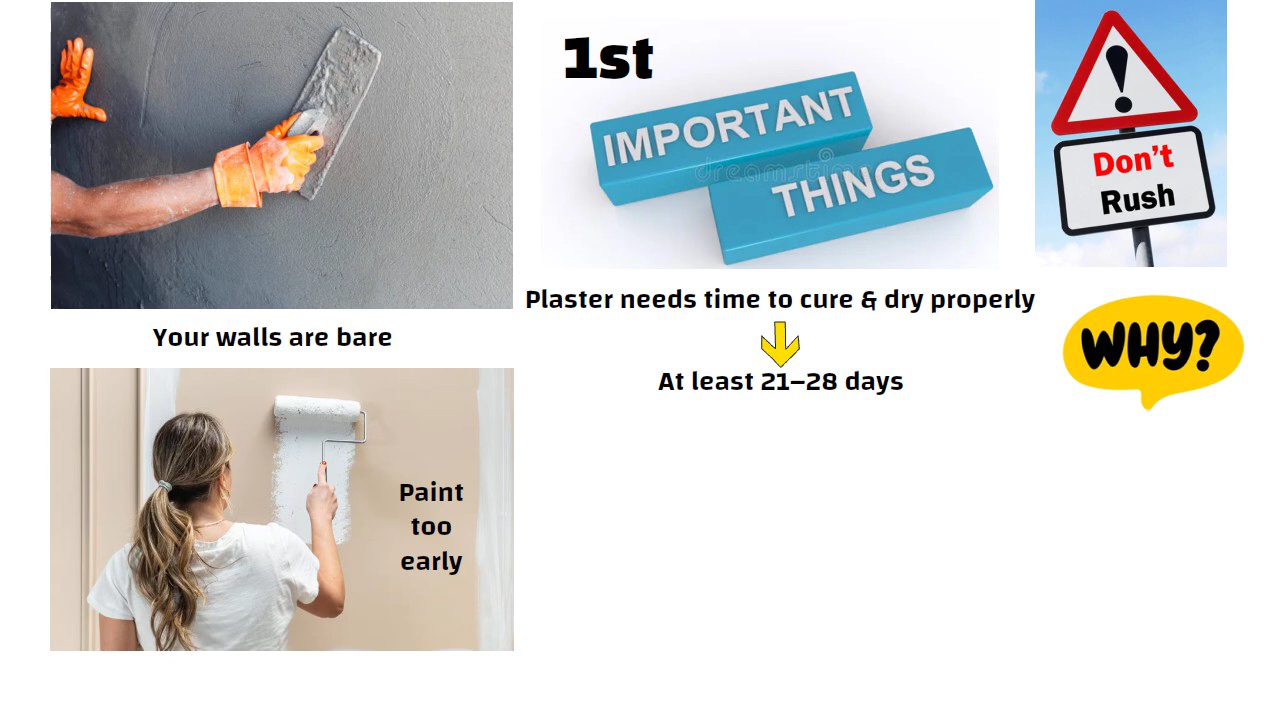 1st
IMPORTANT
THINGS
dreamstime
Don't
Rush
Your walls are bare
Plaster needs time to cure & dry properly
At least 21–28 days
WHY?
Paint
too
early